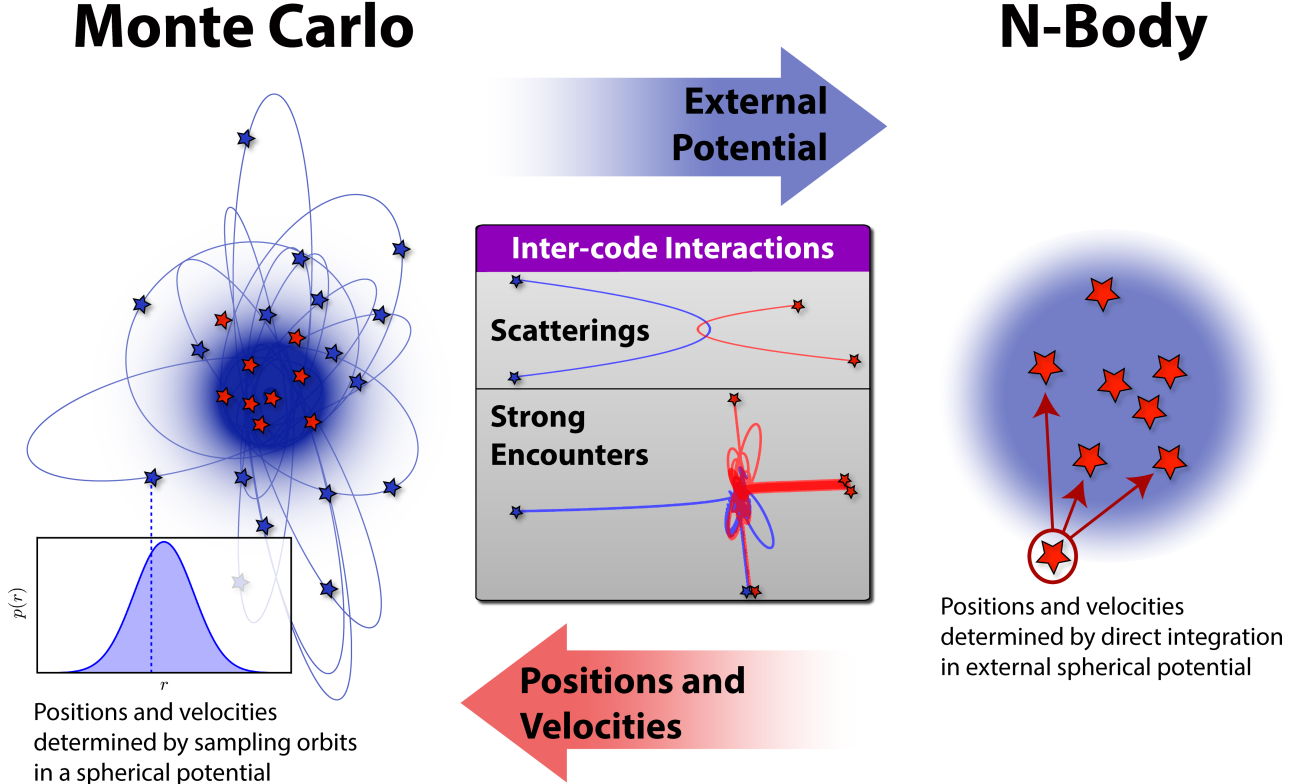 Monte Carlo
N-Body
External
Potential
Inter-code Interactions
Scatterings
Strong
Encounters
p(r)
r
Positions and velocities
determined by sampling orbits
in a spherical potential
Positions and
Velocities
Positions and velocities
determined by direct integration
in external spherical potential